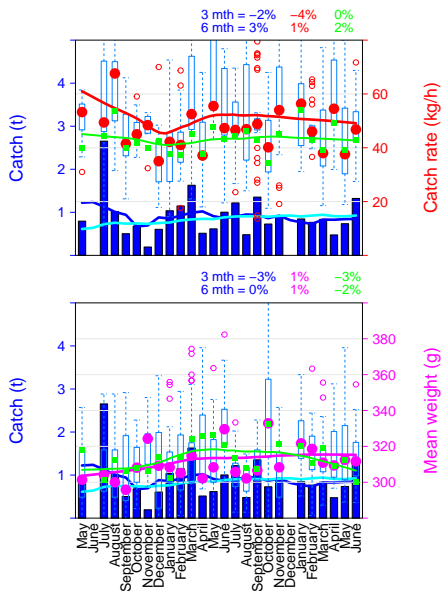 3 mth = −2% −4% 0%
6 mth = 3% 1% 2%
Catch (t)
5
4
3
2
1
Catch rate (kg/h)
60
40
20
3 mth = −3% 1% −3%
6 mth = 0% 1% −2%
Catch (t)
5
4
3
2
1
Mean weight (g)
380
360
340
320
300
May
June
July
August
September
October
November
December
January
February
March
April
May
June
July
August
September
October
November
December
January
February
March
April
May
June